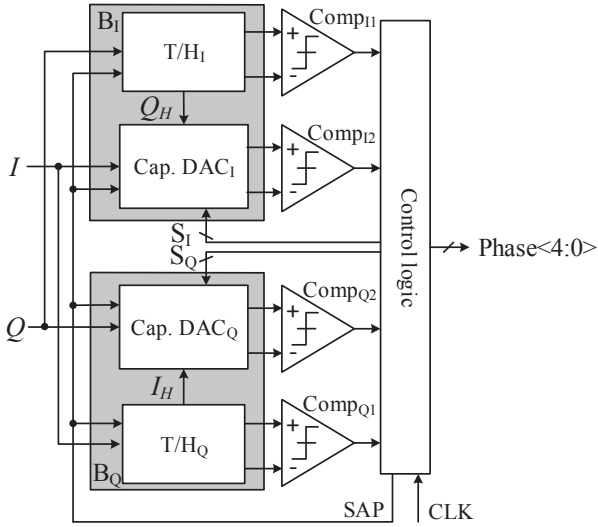 B_I
T/H_I
+
-
Comp_I1
Q_H
I
Cap. DAC_I
+
-
Comp_I2
S_I
S_Q
Control logic
Phase<4:0>
Q
Cap. DAC_Q
+
-
Comp_Q2
I_H
T/H_Q
+
-
Comp_Q1
B_Q
SAP
CLK